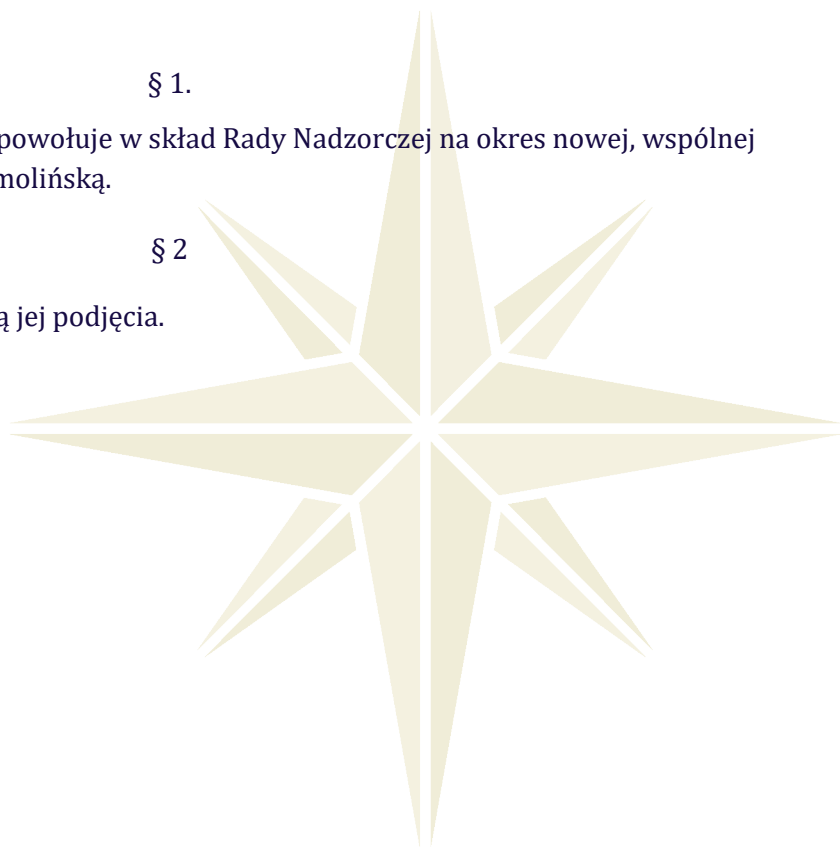 § 1.
powołuje w skład Rady Nadzorczej na okres nowej, wspólnej
molińską.
§ 2
ą jej podjęcia.